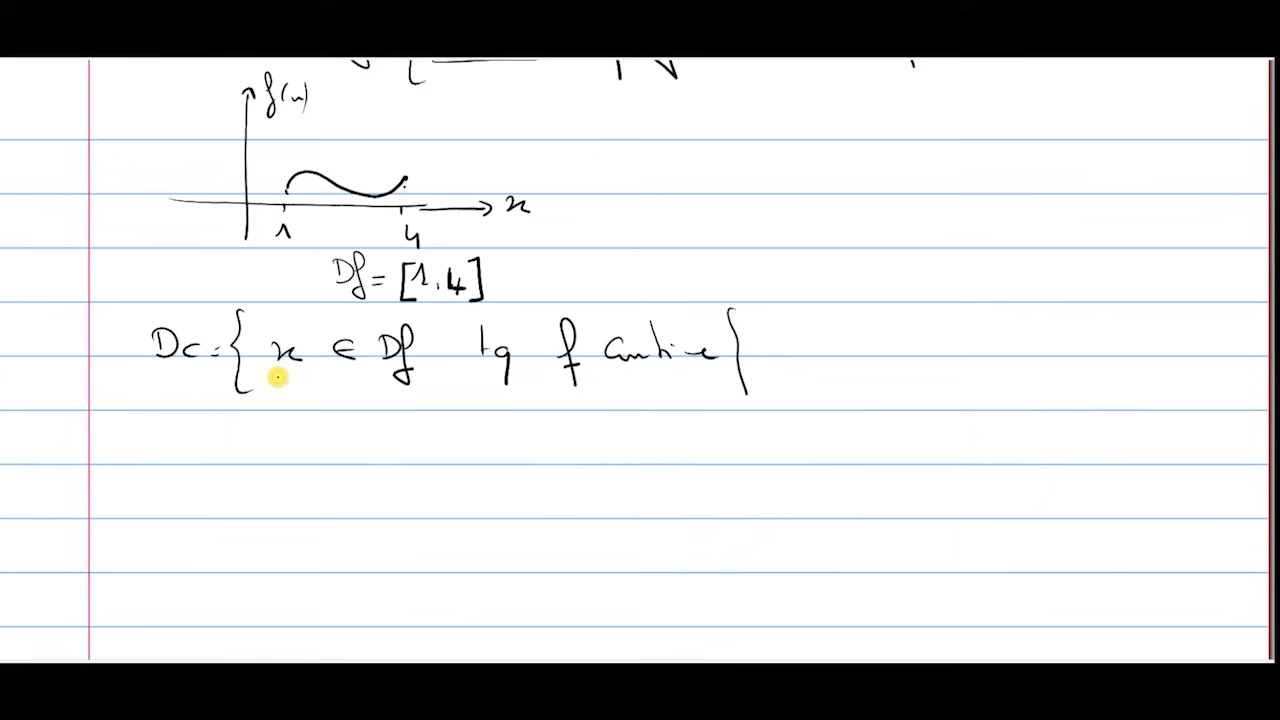 f(x)
x
1 4
Df = [1,4]
Dc = { x ∈ Df tq f continue }